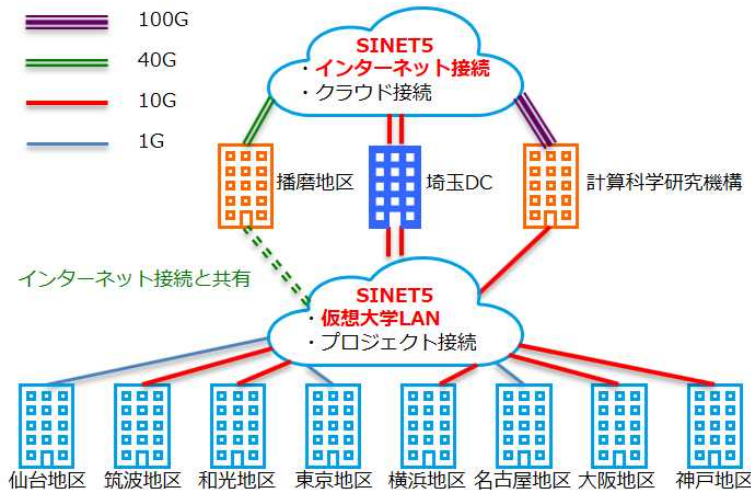 100G
40G
10G
1G
SINET5
・インターネット接続
・クラウド接続
播磨地区
埼玉DC
計算科学研究機構
インターネット接続と共有
SINET5
・仮想大学LAN
・プロジェクト接続
仙台地区 筑波地区 和光地区 東京地区 横浜地区 名古屋地区 大阪地区 神戸地区